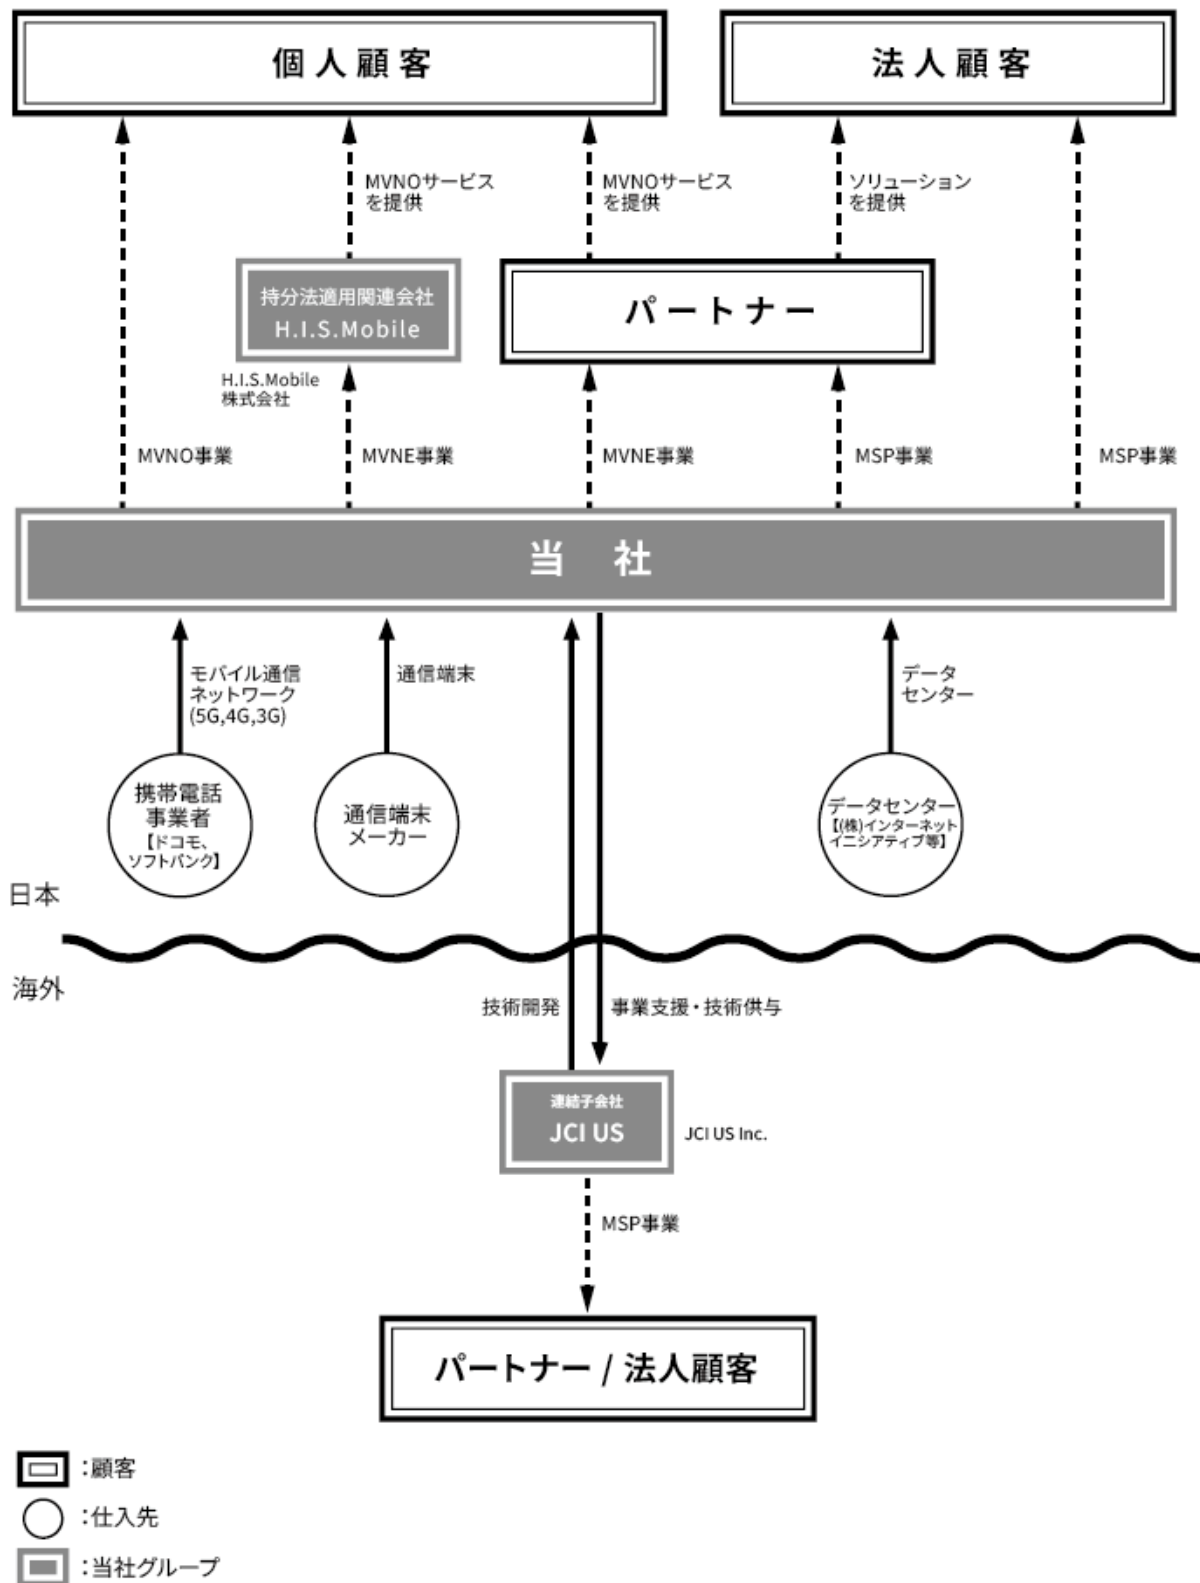 個人顧客
法人顧客
MVNOサービス
を提供
MVNOサービス
を提供
ソリューション
を提供
持分法適用関連会社
H.I.S.Mobile
パートナー
H.I.S.Mobile
株式会社
MVNO事業
MVNE事業
MVNE事業
MSP事業
MSP事業
当 社
モバイル通信
ネットワーク
(5G,4G,3G)
通信端末
データ
センター
携帯電話
事業者
【ドコモ、
ソフトバンク】
通信端末
メーカー
データセンター
【(株)インターネット
イニシアティブ等】
日本
海外
技術開発
事業支援・技術供与
連結子会社
JCI US
JCI US Inc.
MSP事業
パートナー / 法人顧客
：顧客
：仕入先
：当社グループ